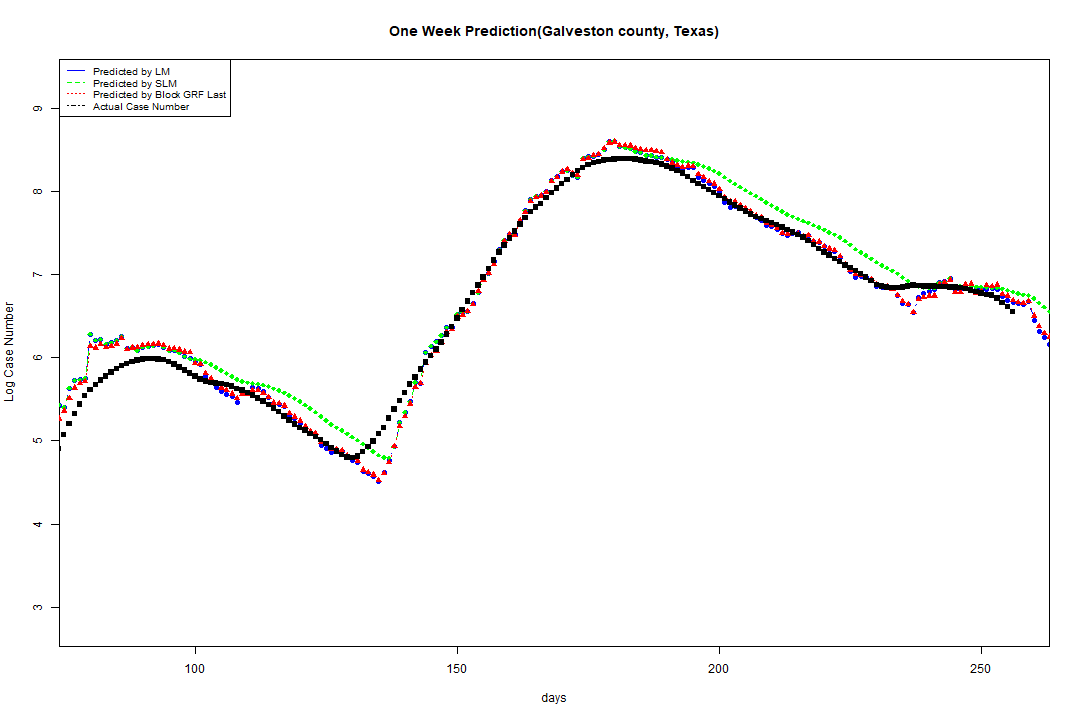 One Week Prediction(Galveston county, Texas)
Predicted by LM
Predicted by SLM
Predicted by Block GRF Last
Actual Case Number
9
8
7
6
5
4
3
Log Case Number
100 150 200 250
days